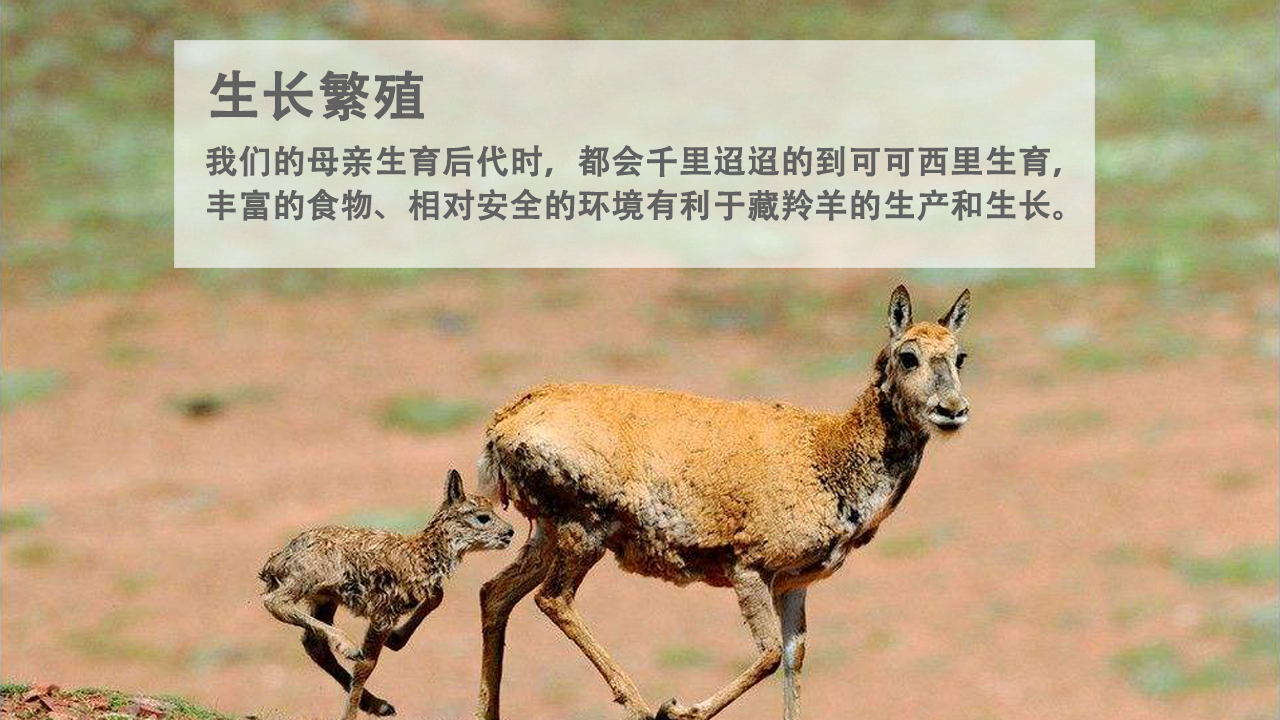 生长繁殖
我们的母亲生育后代时，都会千里迢迢的到可可西里生育，
丰富的食物、相对安全的环境有利于藏羚羊的生产和生长。